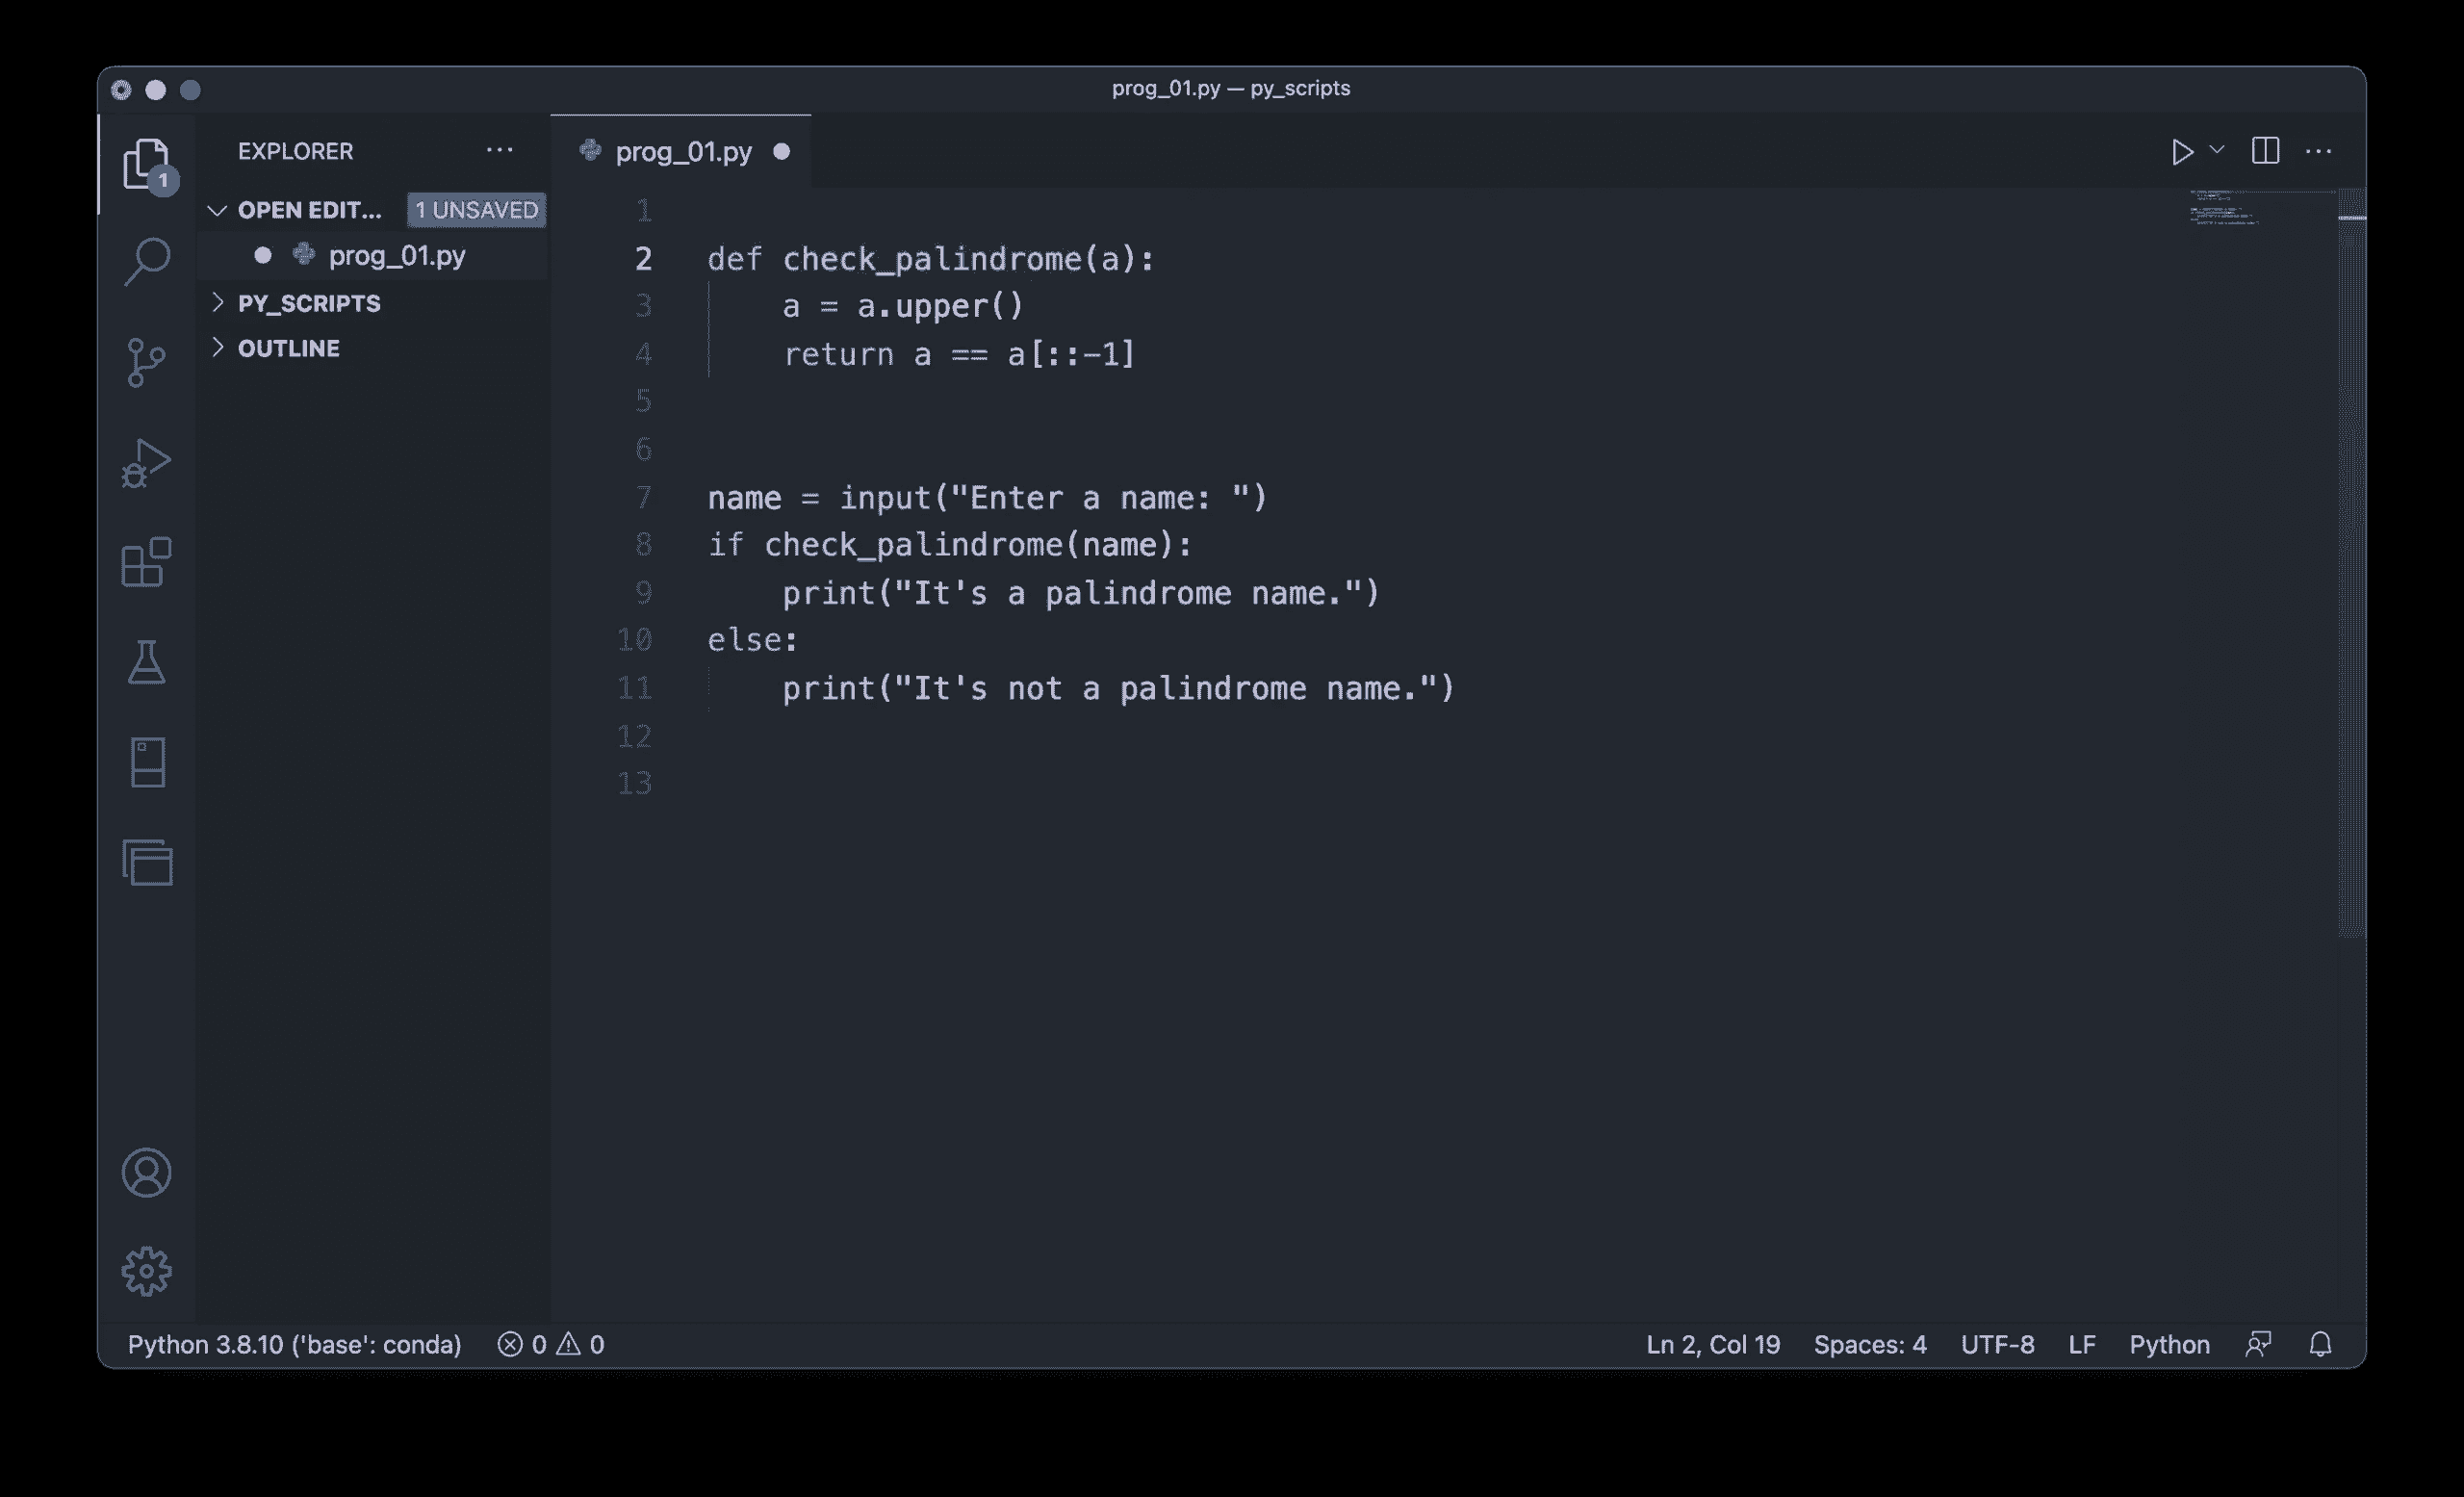 prog_01.py — py_scripts
1
EXPLORER
OPEN EDIT... 1 UNSAVED
prog_01.py
PY_SCRIPTS
OUTLINE
prog_01.py
1
2 def check_palindrome(a):
3     a = a.upper()
4     return a == a[::-1]
5
6
7 name = input("Enter a name: ")
8 if check_palindrome(name):
9     print("It's a palindrome name.")
10 else:
11     print("It's not a palindrome name.")
12
13
Python 3.8.10 ('base': conda) 0 0 Ln 2, Col 19 Spaces: 4 UTF-8 LF Python